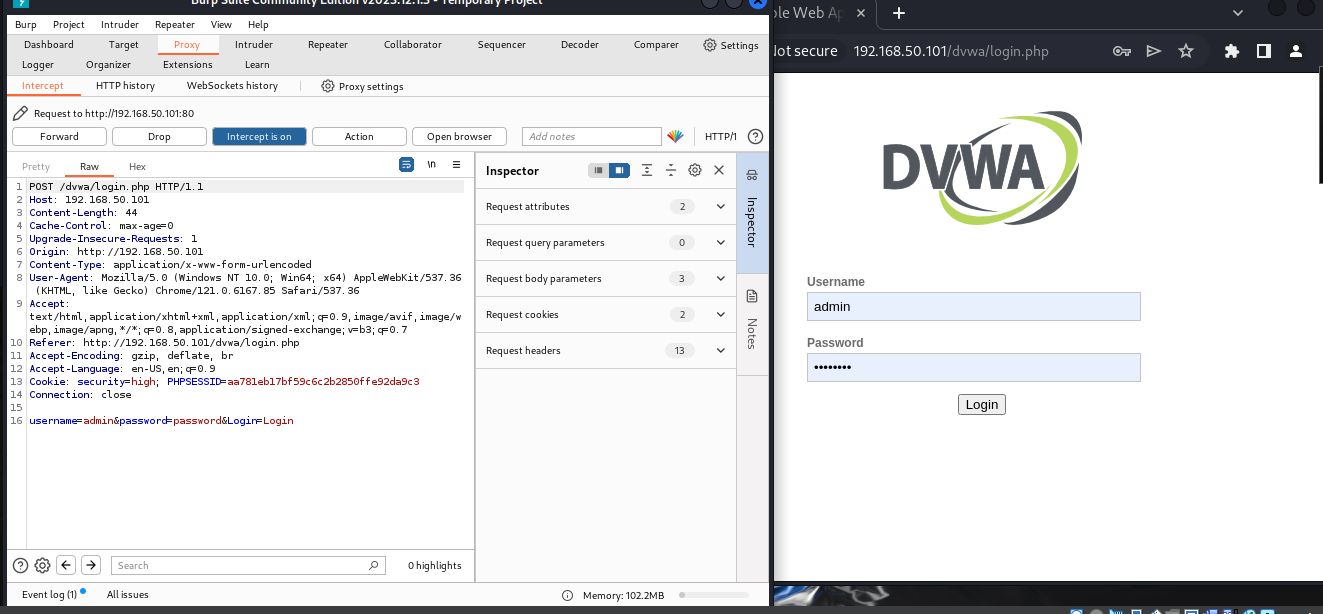 Burp Suite Community Edition v2023.12.1.3 - Temporary Project
Burp Project Intruder Repeater View Help
Dashboard Target Proxy Intruder Repeater Collaborator Sequencer Decoder Comparer Settings
Logger Organizer Extensions Learn
Intercept HTTP history WebSockets history Proxy settings
Request to http://192.168.50.101:80
Forward Drop Intercept is on Action Open browser Add notes HTTP/1 ?
Pretty Raw Hex \n
1 POST /dvwa/login.php HTTP/1.1
2 Host: 192.168.50.101
3 Content-Length: 44
4 Cache-Control: max-age=0
5 Upgrade-Insecure-Requests: 1
6 Origin: http://192.168.50.101
7 Content-Type: application/x-www-form-urlencoded
8 User-Agent: Mozilla/5.0 (Windows NT 10.0; Win64; x64) AppleWebKit/537.36
(KHTML, like Gecko) Chrome/121.0.6167.85 Safari/537.36
9 Accept:
text/html,application/xhtml+xml,application/xml;q=0.9,image/avif,image/w
ebp,image/apng,*/*;q=0.8,application/signed-exchange;v=b3;q=0.7
10 Referer: http://192.168.50.101/dvwa/login.php
11 Accept-Encoding: gzip, deflate, br
12 Accept-Language: en-US,en;q=0.9
13 Cookie: security=high; PHPSESSID=aa781eb17bf59c6c2b2850ffe92da9c3
14 Connection: close
15
16 username=admin&password=password&Login=Login
? Search 0 highlights
Event log (1) All issues Memory: 102.2MB
Inspector
Request attributes 2
Request query parameters 0
Request body parameters 3
Request cookies 2
Request headers 13
Inspector
Notes
ble Web Ap × +
Not secure 192.168.50.101/dvwa/login.php
DVWA
Username
admin
Password
••••••••
Login